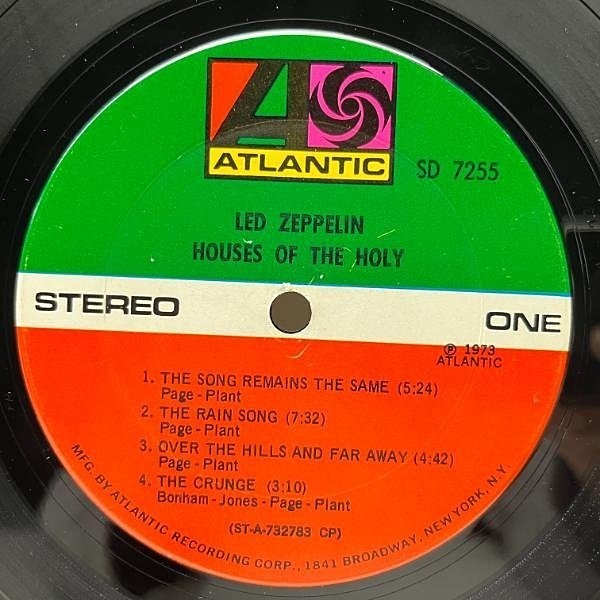 ATLANTIC
SD 7255
LED ZEPPELIN
HOUSES OF THE HOLY
STEREO
ONE
℗ 1973
ATLANTIC
1. THE SONG REMAINS THE SAME (5:24)
Page - Plant
2. THE RAIN SONG (7:32)
Page - Plant
3. OVER THE HILLS AND FAR AWAY (4:42)
Page - Plant
4. THE CRUNGE (3:10)
Bonham - Jones - Page - Plant
(ST-A-732783 CP)
MFG. BY ATLANTIC RECORDING CORP., 1841 BROADWAY, NEW YORK, N.Y.